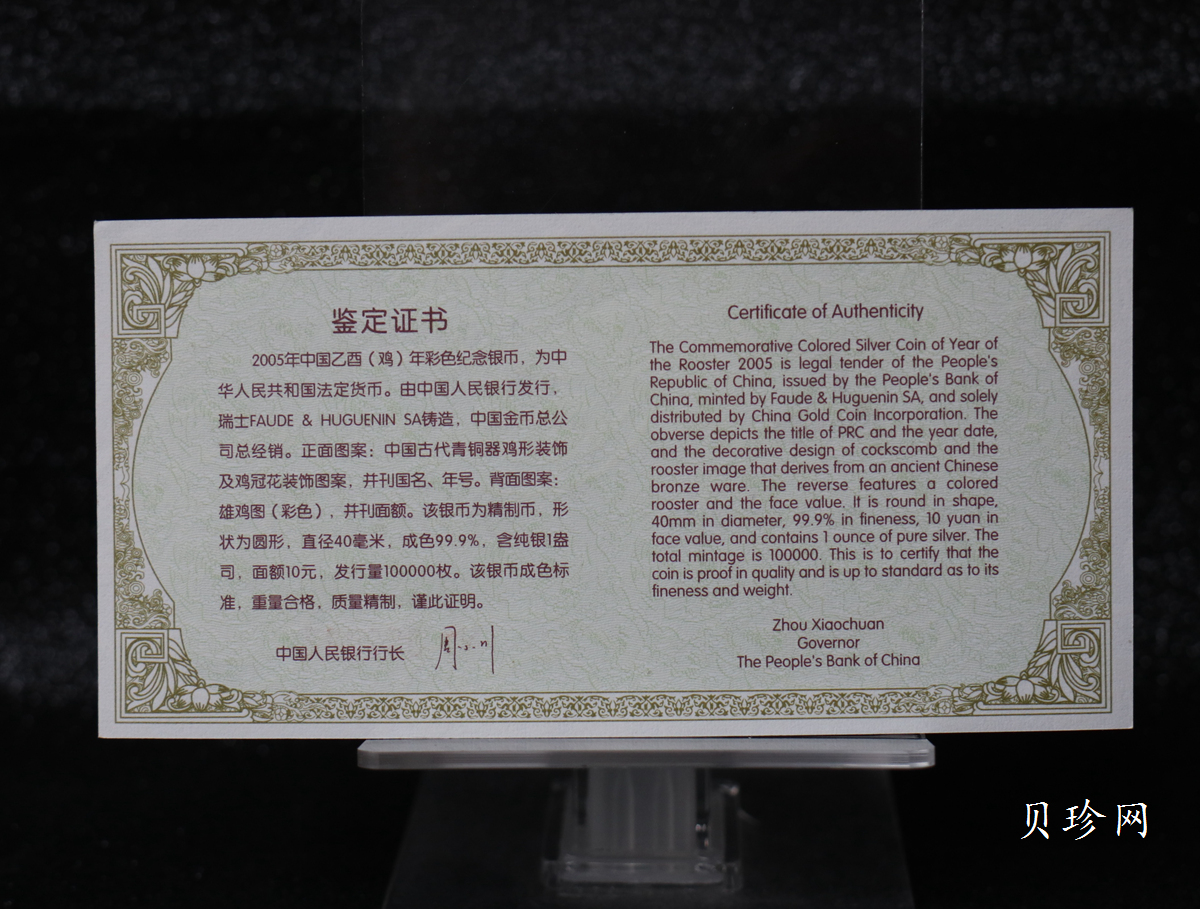 鉴定证书
2005年中国乙酉（鸡）年彩色纪念银币，为中
华人民共和国法定货币。由中国人民银行发行，
瑞士FAUDE & HUGUENIN SA铸造，中国金币总公
司总经销。正面图案：中国古代青铜器鸡形装饰
及鸡冠花装饰图案，并刊国名、年号。背面图案：
雄鸡图（彩色），并刊面额。该银币为精制币，形
状为圆形，直径40毫米，成色99.9%，含纯银1盎
司，面额10元，发行量100000枚。该银币成色标
准，重量合格，质量精制，谨此证明。
中国人民银行行长 周小川
Certificate of Authenticity
The Commemorative Colored Silver Coin of Year of
the Rooster 2005 is legal tender of the People's
Republic of China, issued by the People's Bank of
China, minted by Faude & Huguenin SA, and solely
distributed by China Gold Coin Incorporation. The
obverse depicts the title of PRC and the year date,
and the decorative design of cockscomb and the
rooster image that derives from an ancient Chinese
bronze ware. The reverse features a colored
rooster and the face value. It is round in shape,
40mm in diameter, 99.9% in fineness, 10 yuan in
face value, and contains 1 ounce of pure silver. The
total mintage is 100000. This is to certify that the
coin is proof in quality and is up to standard as to its
fineness and weight.
Zhou Xiaochuan
Governor
The People's Bank of China
贝珍网